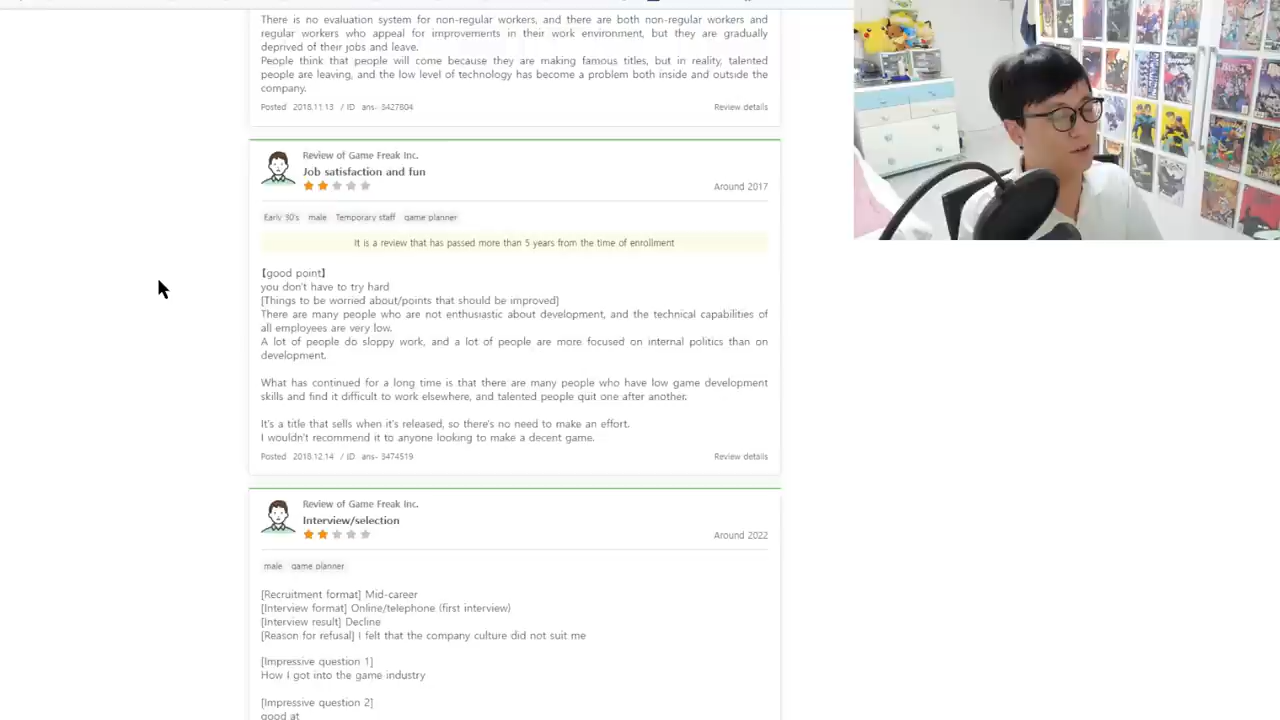 There is no evaluation system for non-regular workers, and there are both non-regular workers and
regular workers who appeal for improvements in their work environment, but they are gradually
deprived of their jobs and leave.
People think that people will come because they are making famous titles, but in reality, talented
people are leaving, and the low level of technology has become a problem both inside and outside the
company.
Posted 2018.11.13 / ID ans- 3427804
Review details
Review of Game Freak Inc.
Job satisfaction and fun
Around 2017
Early 30's male Temporary staff game planner
It is a review that has passed more than 5 years from the time of enrollment
【good point】
you don't have to try hard
[Things to be worried about/points that should be improved]
There are many people who are not enthusiastic about development, and the technical capabilities of
all employees are very low.
A lot of people do sloppy work, and a lot of people are more focused on internal politics than on
development.
What has continued for a long time is that there are many people who have low game development
skills and find it difficult to work elsewhere, and talented people quit one after another.
It's a title that sells when it's released, so there's no need to make an effort.
I wouldn't recommend it to anyone looking to make a decent game.
Posted 2018.12.14 / ID ans- 3474519
Review details
Review of Game Freak Inc.
Interview/selection
Around 2022
male game planner
[Recruitment format] Mid-career
[Interview format] Online/telephone (first interview)
[Interview result] Decline
[Reason for refusal] I felt that the company culture did not suit me
[Impressive question 1]
How I got into the game industry
[Impressive question 2]
good at